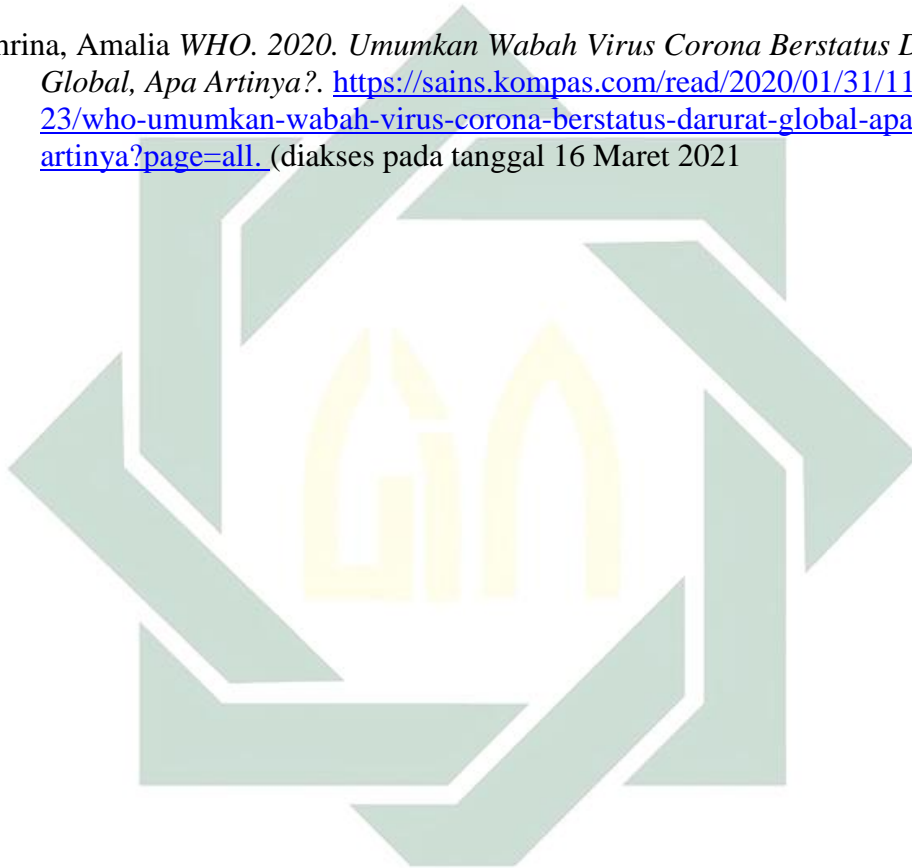 hrina, Amalia WHO. 2020. Umumkan Wabah Virus Corona Berstatus D
Global, Apa Artinya?. https://sains.kompas.com/read/2020/01/31/11
23/who-umumkan-wabah-virus-corona-berstatus-darurat-global-apa
artinya?page=all. (diakses pada tanggal 16 Maret 2021